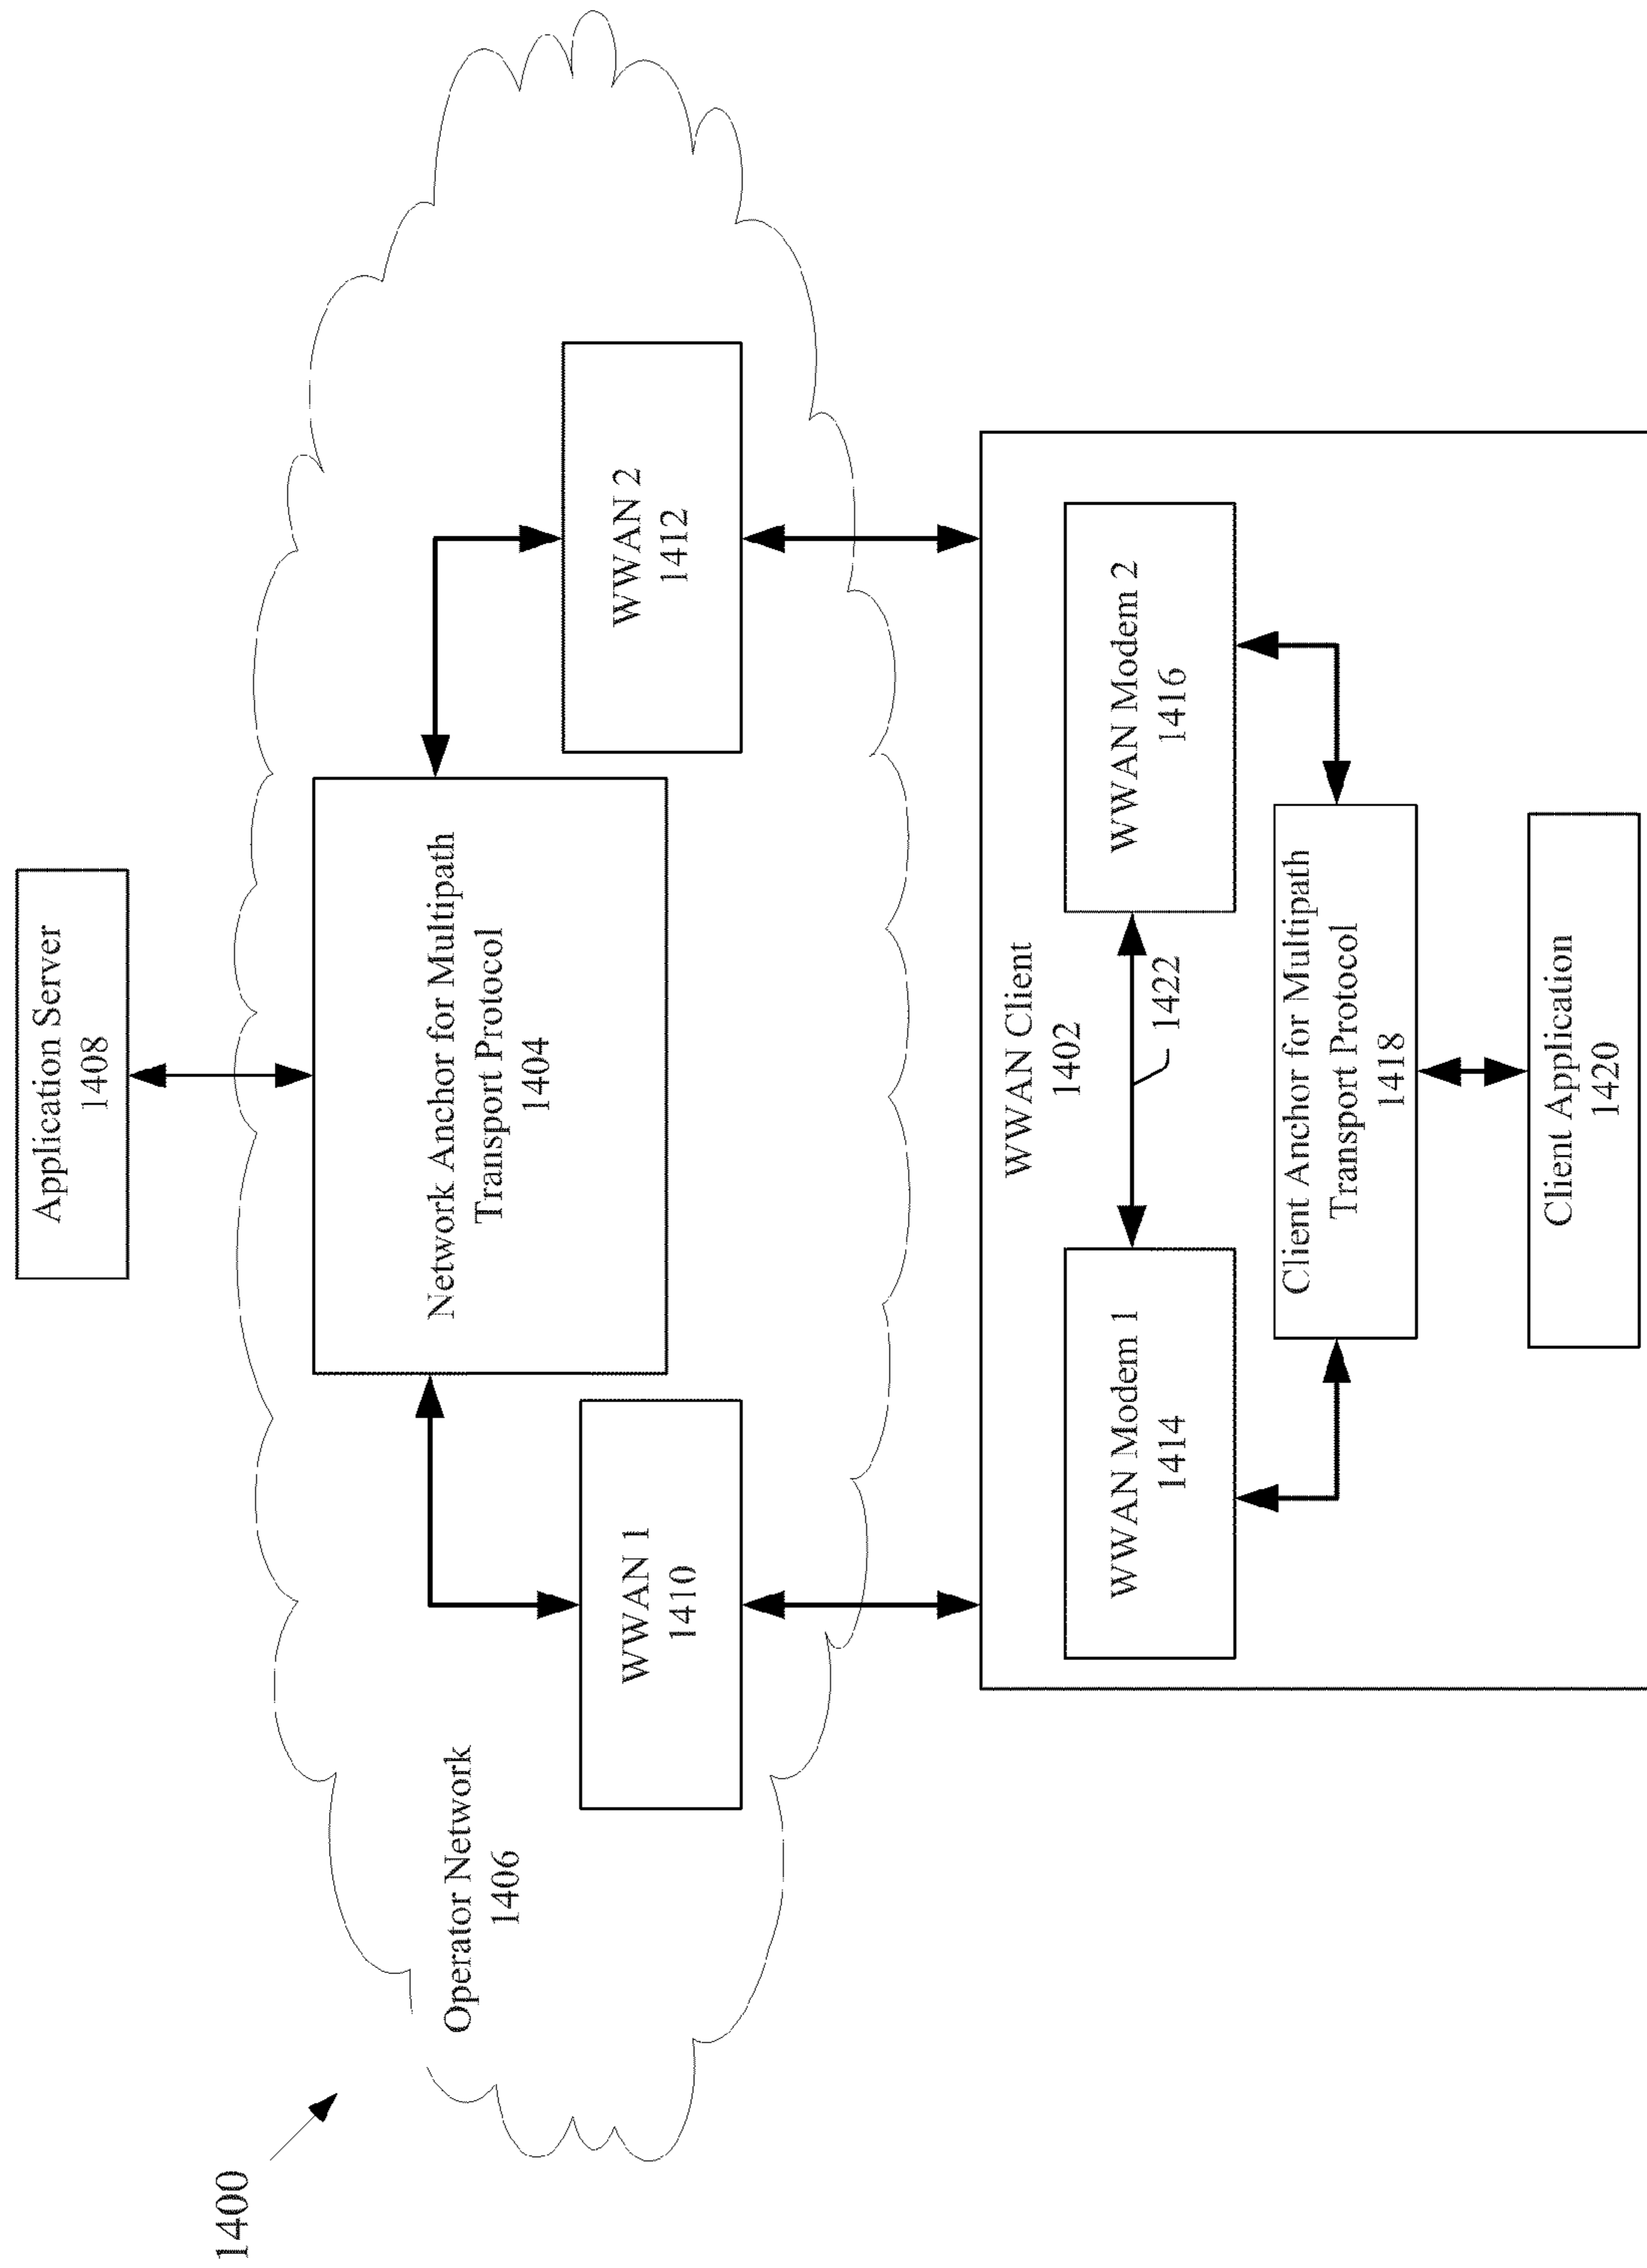 1400
Application Server
1408
Operator Network
1406
Network Anchor for Multipath
Transport Protocol
1404
WWAN 1
1410
WWAN 2
1412
WWAN Client
1402
WWAN Modem 1
1414
1422
WWAN Modem 2
1416
Client Anchor for Multipath
Transport Protocol
1418
Client Application
1420